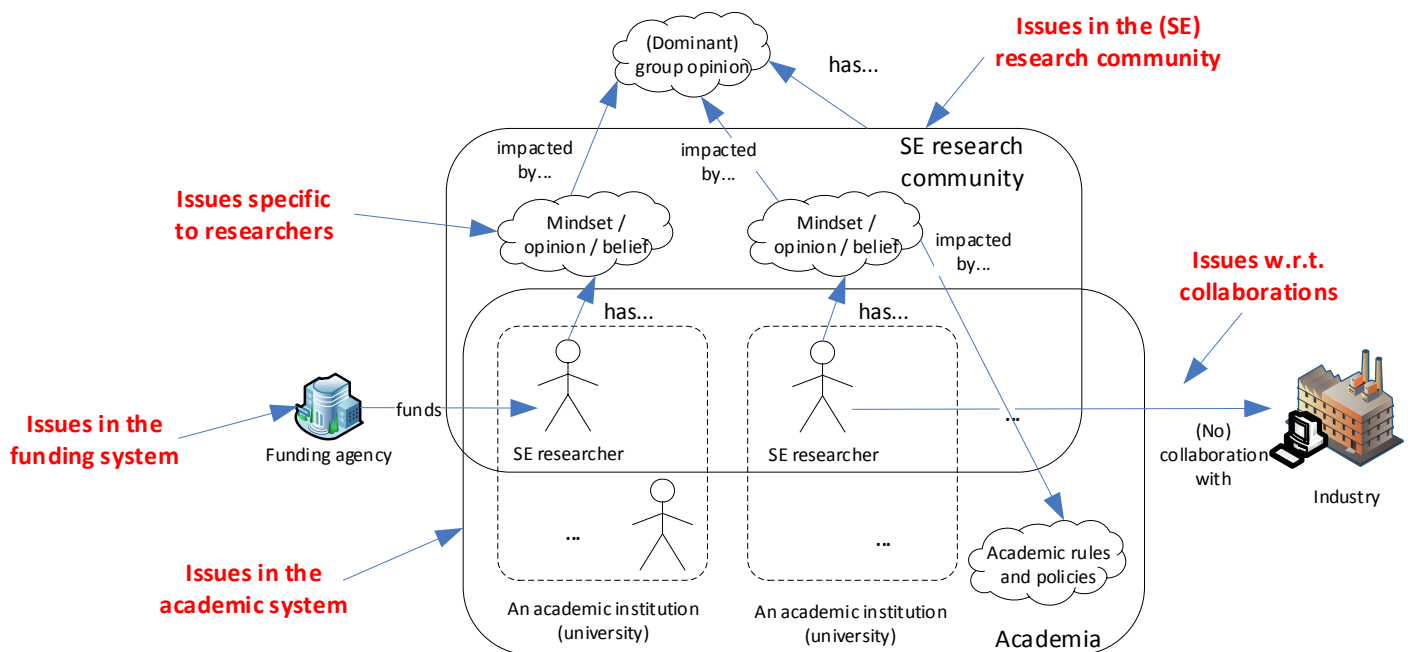 (Dominant)
group opinion
has...
Issues in the (SE)
research community
impacted
by...
impacted
by...
SE research
community
Issues specific
to researchers
Mindset /
opinion / belief
Mindset /
opinion / belief
impacted
by...
Issues w.r.t.
collaborations
has...
has...
funds
...
Issues in the
funding system
Funding agency
SE researcher
SE researcher
(No)
collaboration
with
Industry
...
...
Academic rules
and policies
Issues in the
academic system
An academic institution
(university)
An academic institution
(university)
Academia